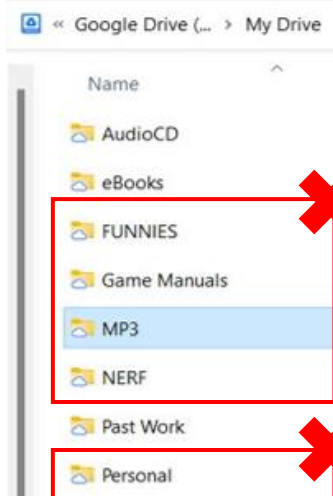 « Google Drive (... > My Drive
Name
AudioCD
eBooks
FUNNIES
Game Manuals
MP3
NERF
Past Work
Personal